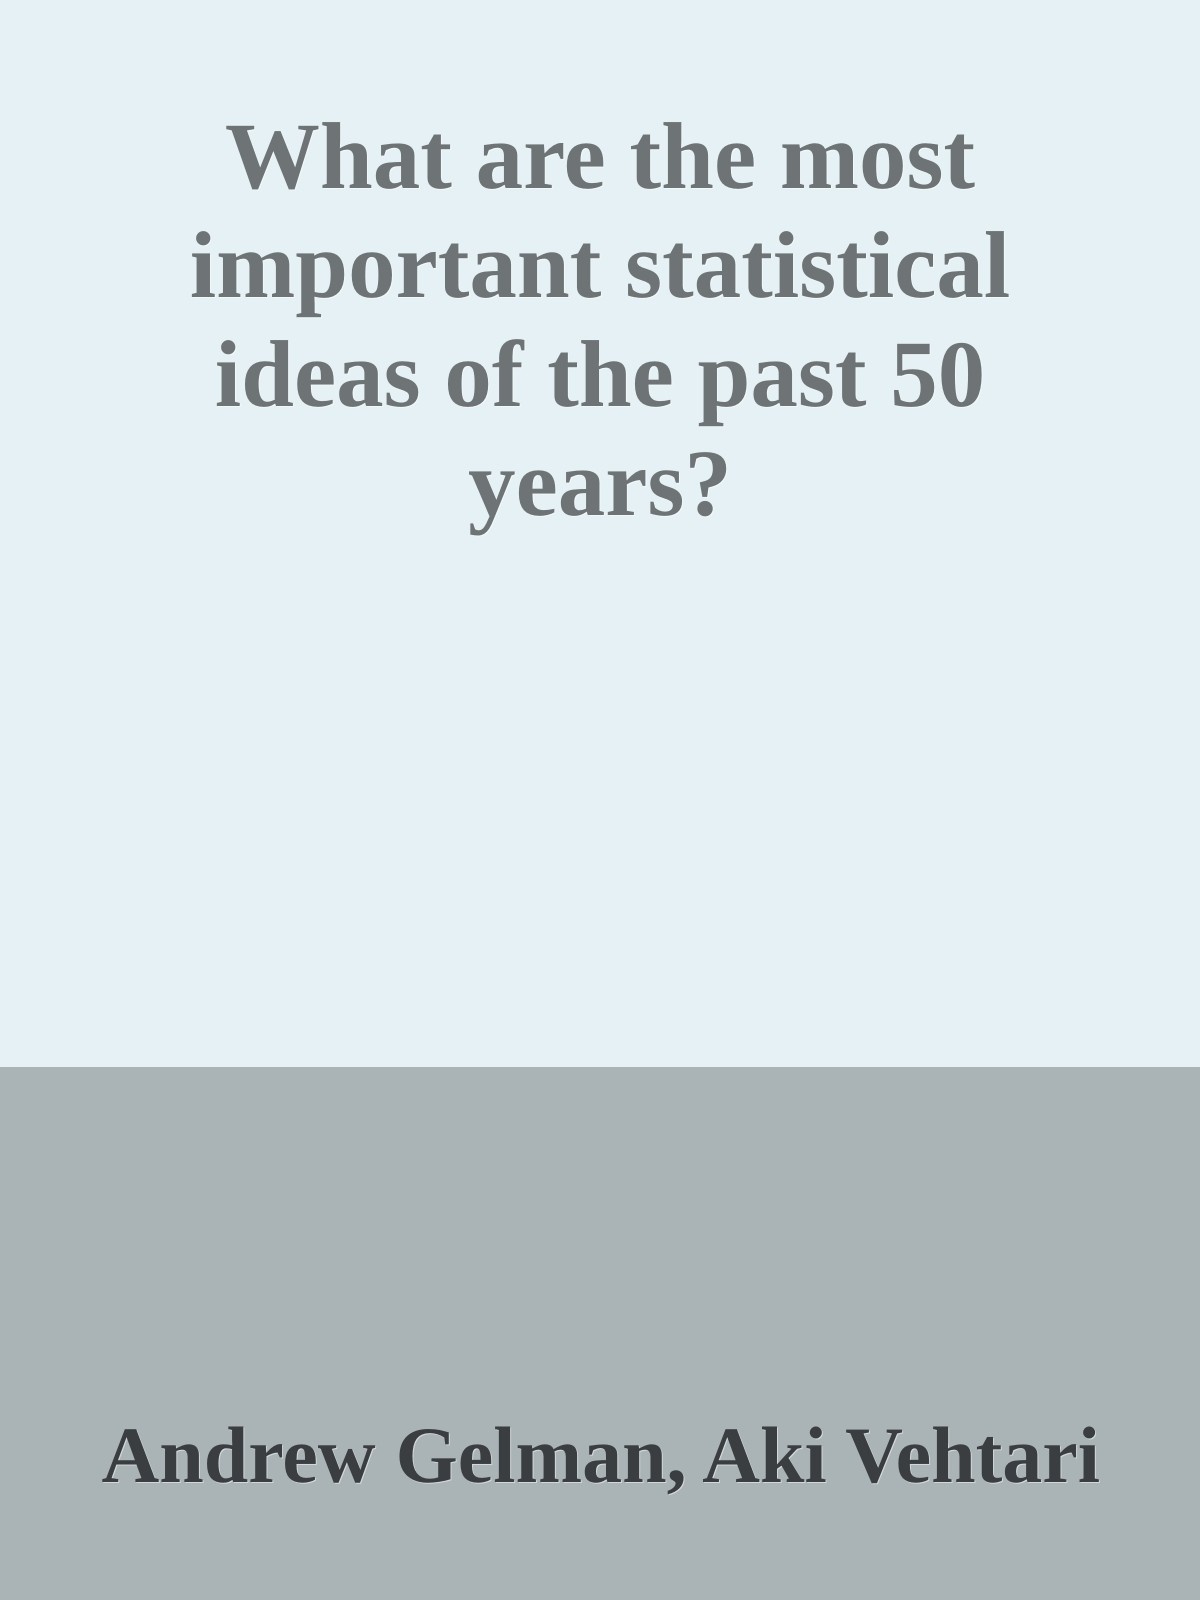 What are the most
important statistical
ideas of the past 50
years?
Andrew Gelman, Aki Vehtari